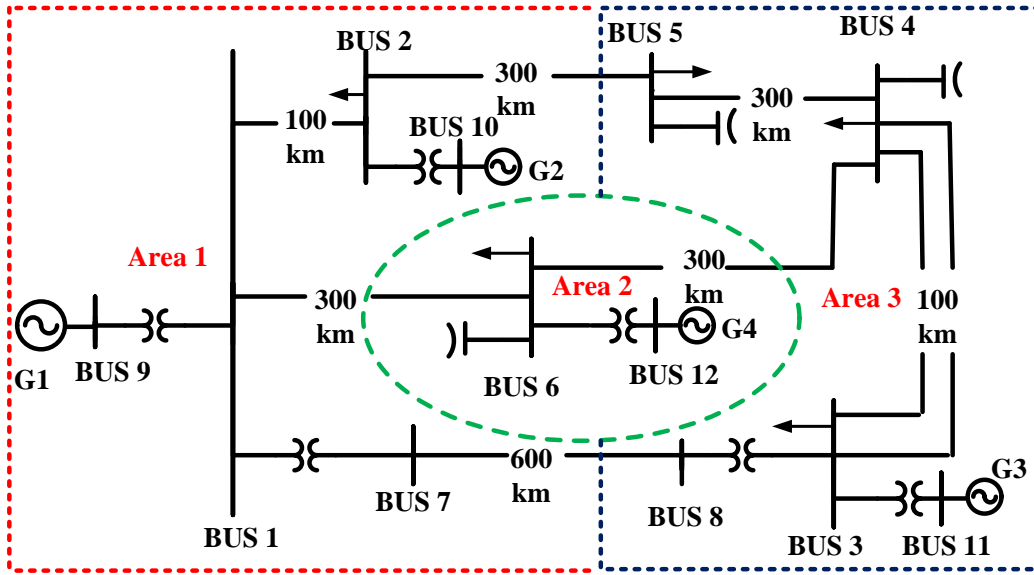 BUS 4
BUS 2
BUS 5
300
km
300
km
100
km
BUS 10
G2
Area 1
300
km
Area 2
300
km
Area 3
100
km
G4
BUS 9
G1
BUS 6
BUS 12
600
km
BUS 7
BUS 8
G3
BUS 1
BUS 3
BUS 11